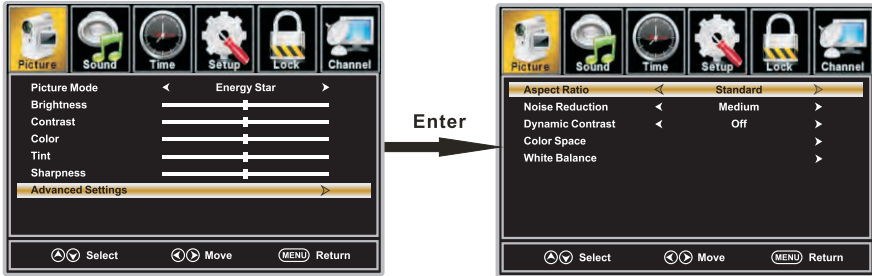 Picture Sound Time Setup Lock Channel
Picture Mode Energy Star
Brightness
Contrast
Color
Tint
Sharpness
Advanced Settings
Select Move MENU Return
Enter
Picture Sound Time Setup Lock Channel
Aspect Ratio Standard
Noise Reduction Medium
Dynamic Contrast Off
Color Space
White Balance
Select Move MENU Return